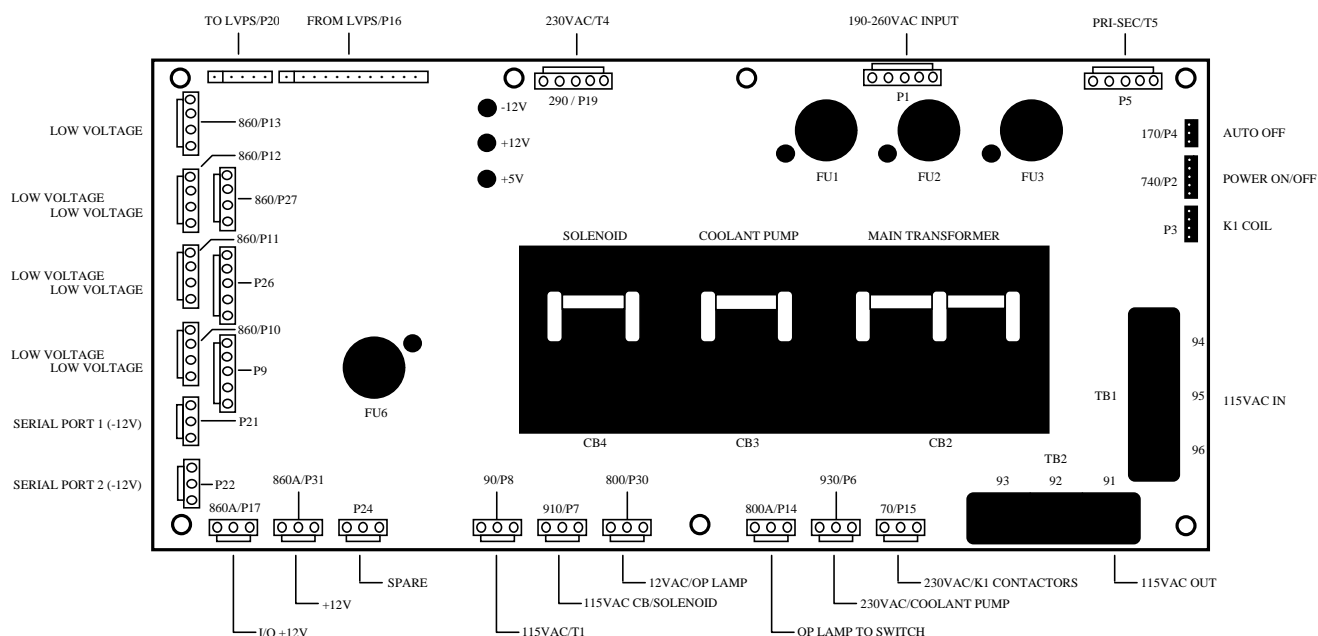 TO LVPS/P20
FROM LVPS/P16
230VAC/T4
190-260VAC INPUT
PRI-SEC/T5
290 / P19
P1
P5
LOW VOLTAGE
860/P13
-12V
+12V
+5V
170/P4
AUTO OFF
860/P12
FU1
FU2
FU3
740/P2
POWER ON/OFF
LOW VOLTAGE
LOW VOLTAGE
860/P27
P3
K1 COIL
860/P11
SOLENOID
COOLANT PUMP
MAIN TRANSFORMER
LOW VOLTAGE
LOW VOLTAGE
P26
860/P10
LOW VOLTAGE
LOW VOLTAGE
P9
94
FU6
TB1
95
115VAC IN
SERIAL PORT 1 (-12V)
P21
CB4
CB3
CB2
96
TB2
SERIAL PORT 2 (-12V)
P22
860A/P31
90/P8
800/P30
930/P6
93
92
91
860A/P17
P24
910/P7
800A/P14
70/P15
SPARE
12VAC/OP LAMP
230VAC/K1 CONTACTORS
115VAC OUT
+12V
115VAC CB/SOLENOID
230VAC/COOLANT PUMP
I/O +12V
115VAC/T1
OP LAMP TO SWITCH